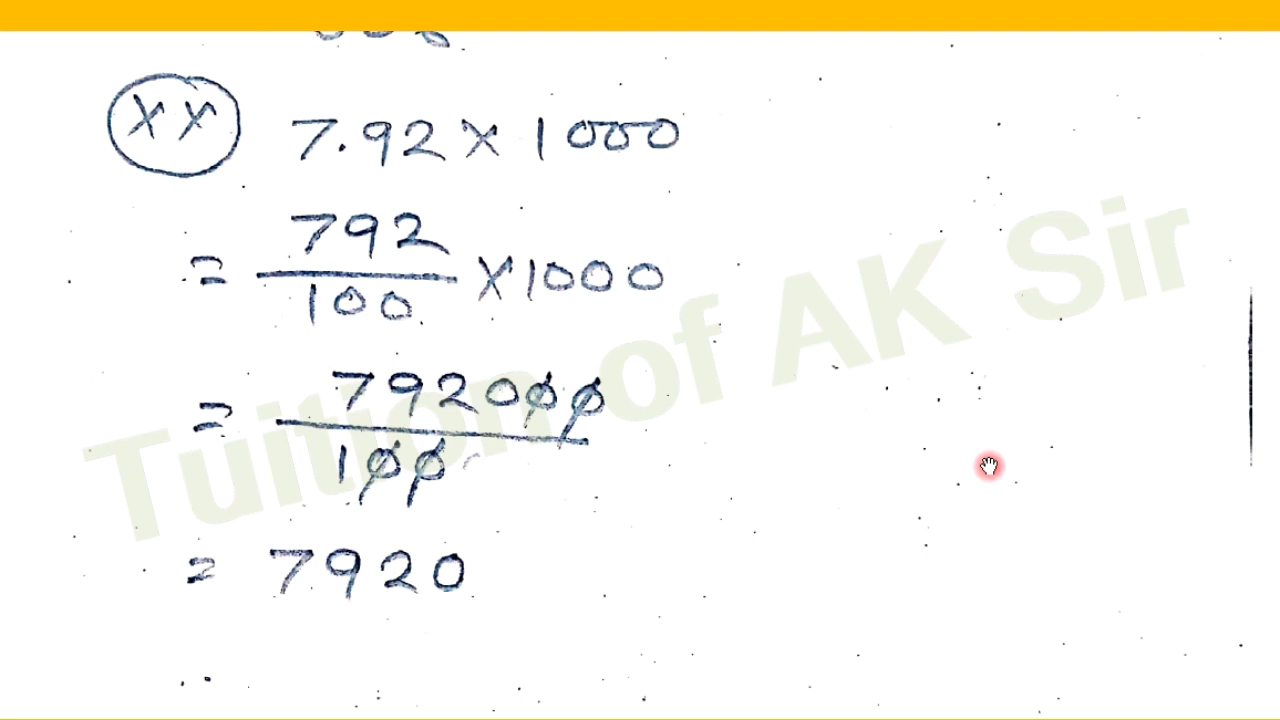 XX 7.92 × 1000
= 792/100 × 1000
= 792000/100
= 7920
Tuition of AK Sir